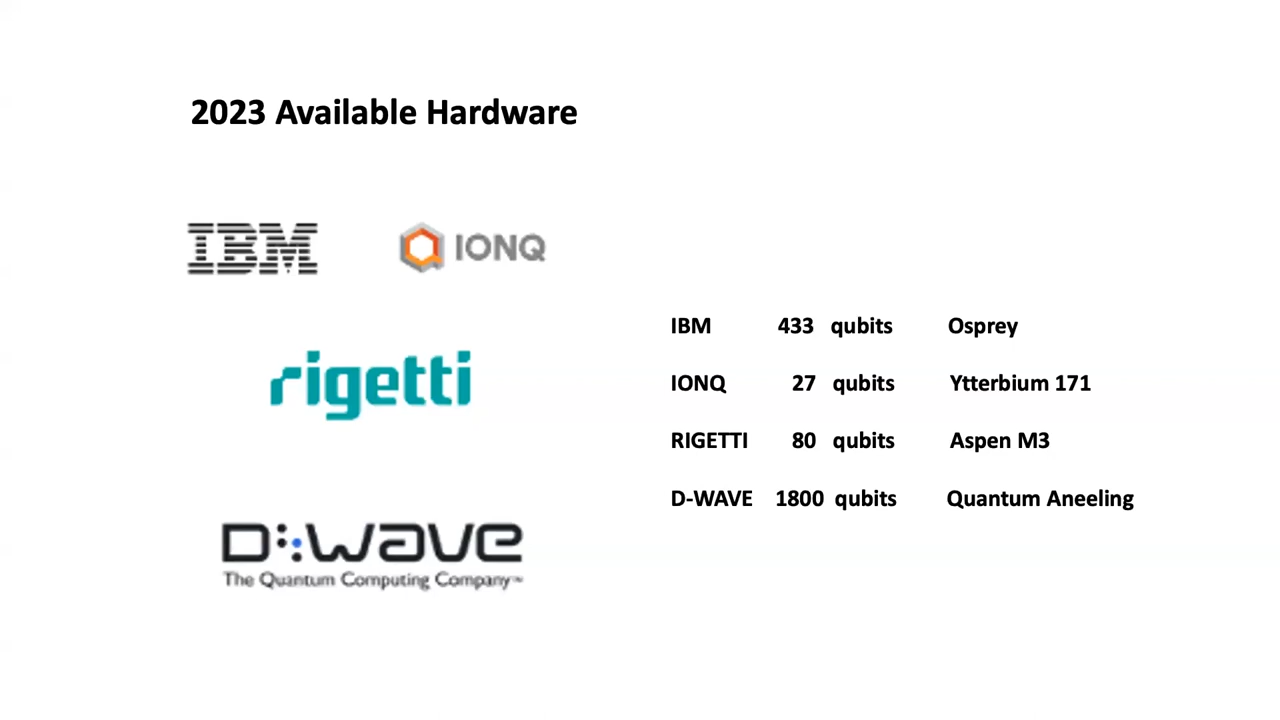 2023 Available Hardware
IBM IONQ
rigetti
D:Wave
The Quantum Computing Company™
IBM 433 qubits Osprey
IONQ 27 qubits Ytterbium 171
RIGETTI 80 qubits Aspen M3
D-WAVE 1800 qubits Quantum Aneeling